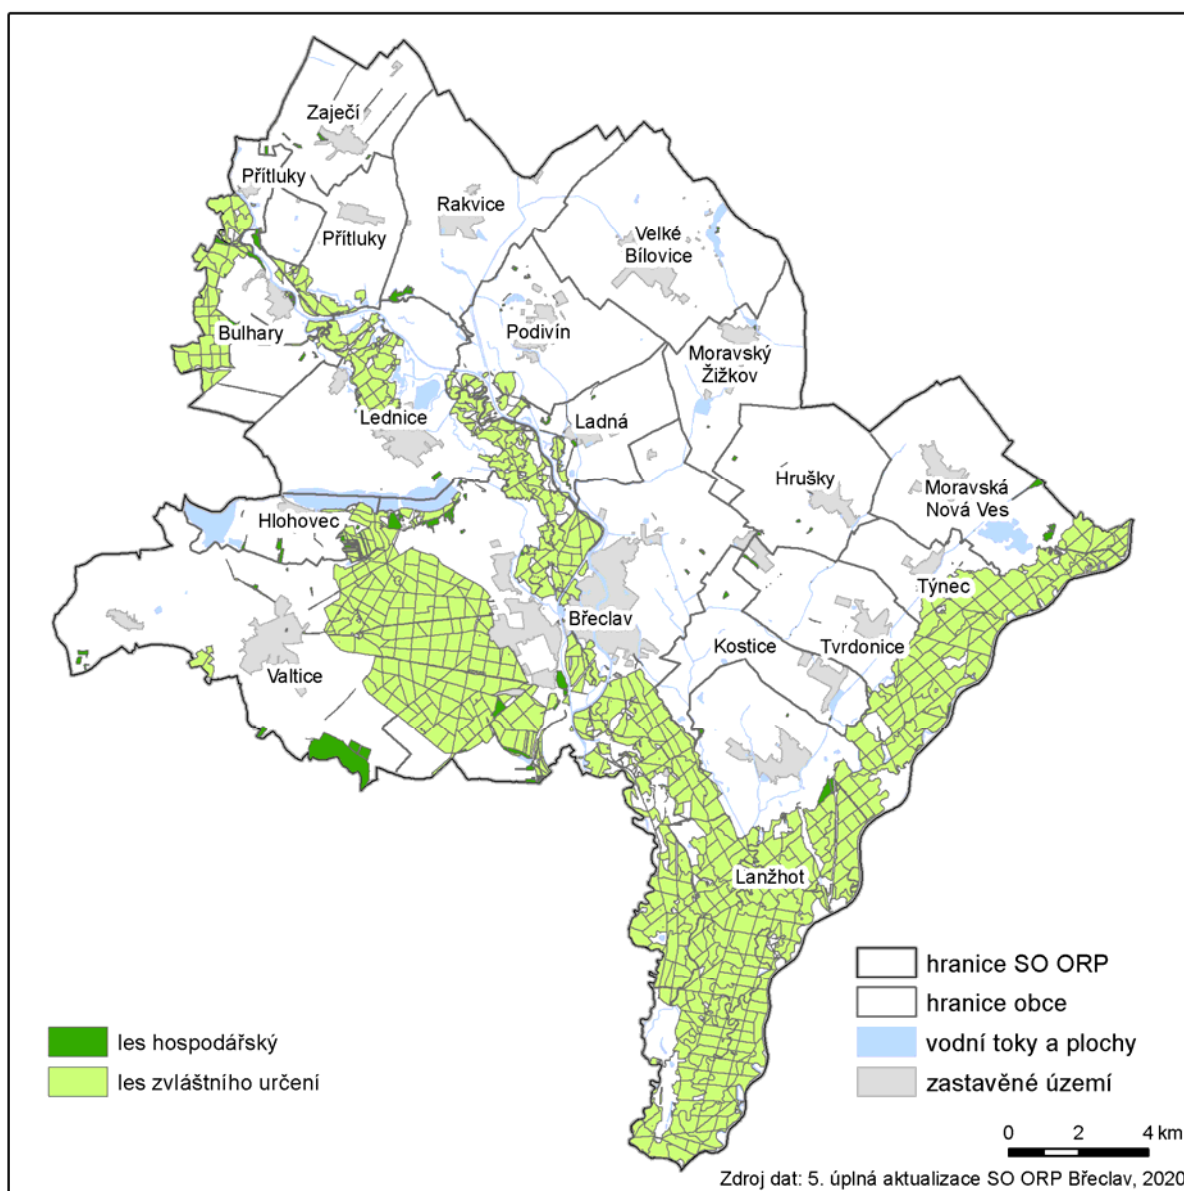 Zaječí
Přítluky
Rakvice
Přítluky
Velké
Bílovice
Bulhary
Podivín
Moravský
Žižkov
Lednice
Ladná
Hrušky
Moravská
Nová Ves
Hlohovec
Týnec
Břeclav
Kostice
Tvrdonice
Valtice
Lanžhot
les hospodářský
les zvláštního určení
hranice SO ORP
hranice obce
vodní toky a plochy
zastavěné území
0 2 4 km
Zdroj dat: 5. úplná aktualizace SO ORP Břeclav, 2020